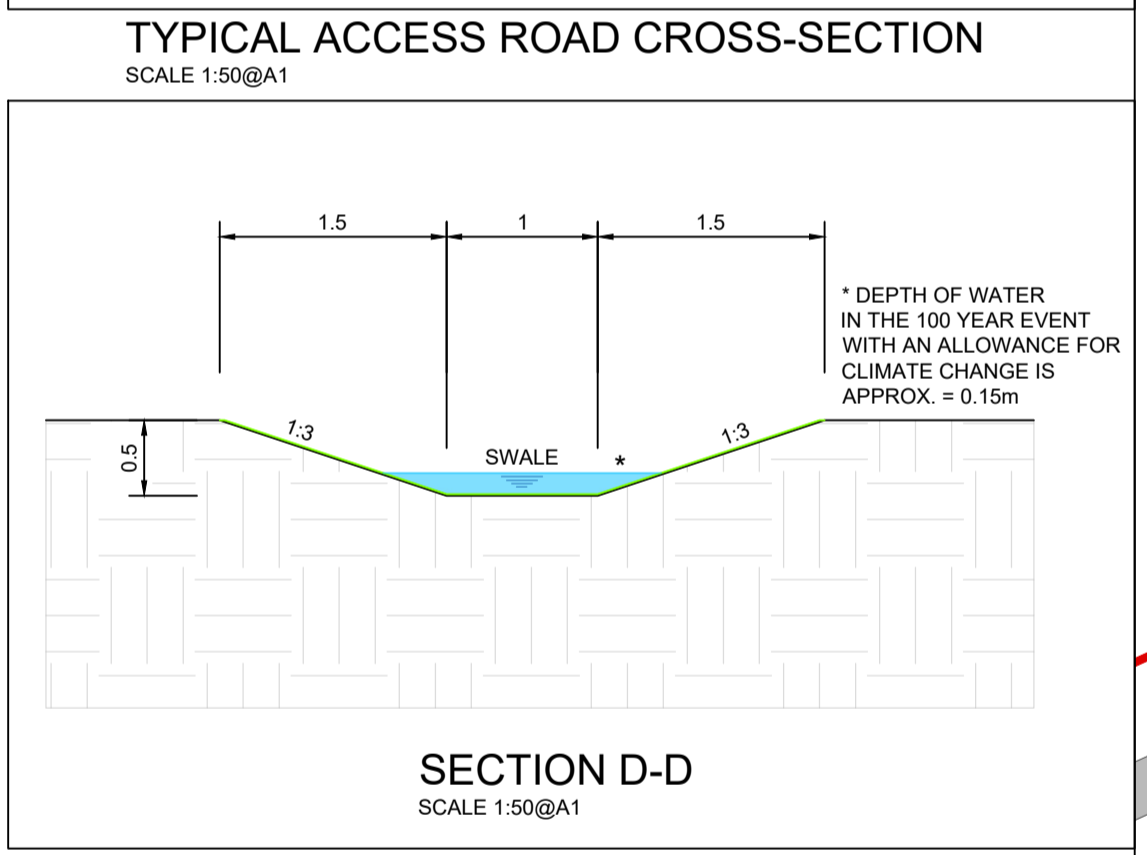 TYPICAL ACCESS ROAD CROSS-SECTION
SCALE 1:50@A1
1.5
1
1.5
* DEPTH OF WATER
IN THE 100 YEAR EVENT
WITH AN ALLOWANCE FOR
CLIMATE CHANGE IS
APPROX. = 0.15m
1:3
1:3
0.5
SWALE *
SECTION D-D
SCALE 1:50@A1